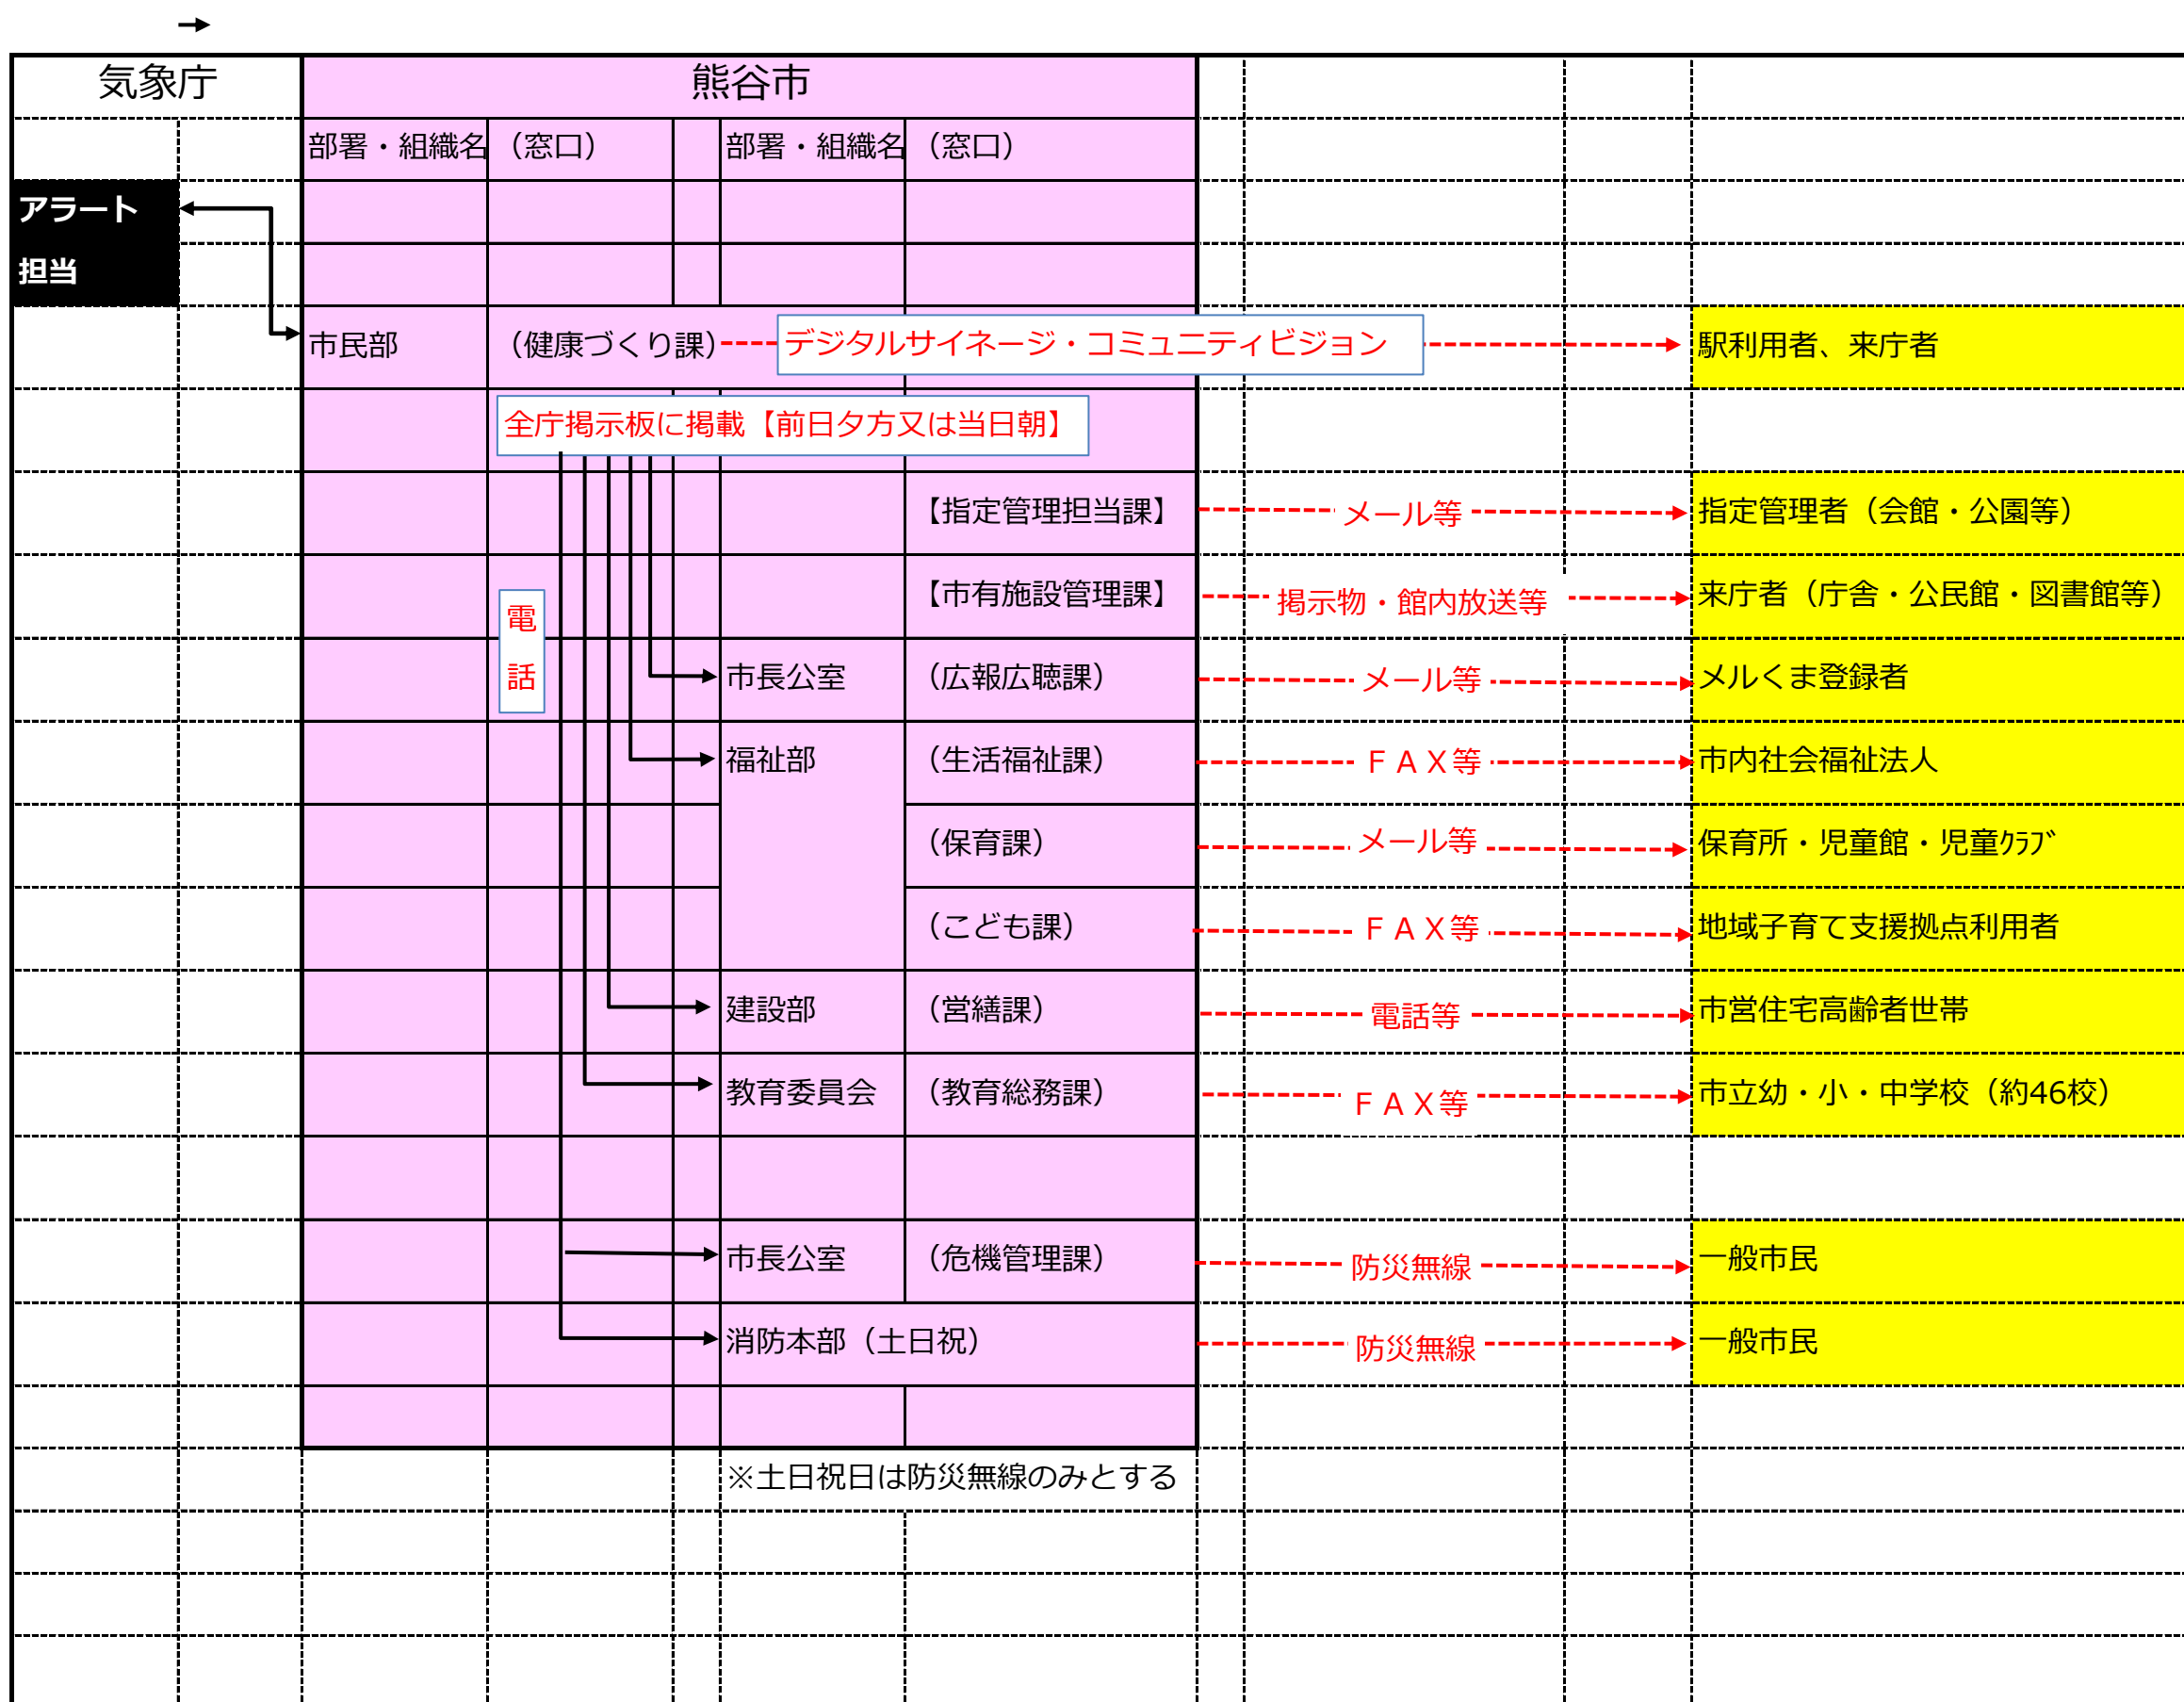 気象庁
熊谷市
部署・組織名 （窓口） 部署・組織名 （窓口）
アラート
担当
市民部 （健康づくり課） デジタルサイネージ・コミュニティビジョン 駅利用者、来庁者
全庁掲示板に掲載【前日夕方又は当日朝】
【指定管理担当課】 メール等 指定管理者（会館・公園等）
【市有施設管理課】 掲示物・館内放送等 来庁者（庁舎・公民館・図書館等）
電話
市長公室 （広報広聴課） メール等 メルくま登録者
福祉部 （生活福祉課） ＦＡＸ等 市内社会福祉法人
（保育課） メール等 保育所・児童館・児童ｸﾗﾌﾞ
（こども課） ＦＡＸ等 地域子育て支援拠点利用者
建設部 （営繕課） 電話等 市営住宅高齢者世帯
教育委員会 （教育総務課） ＦＡＸ等 市立幼・小・中学校（約46校）
市長公室 （危機管理課） 防災無線 一般市民
消防本部（土日祝） 防災無線 一般市民
※土日祝日は防災無線のみとする